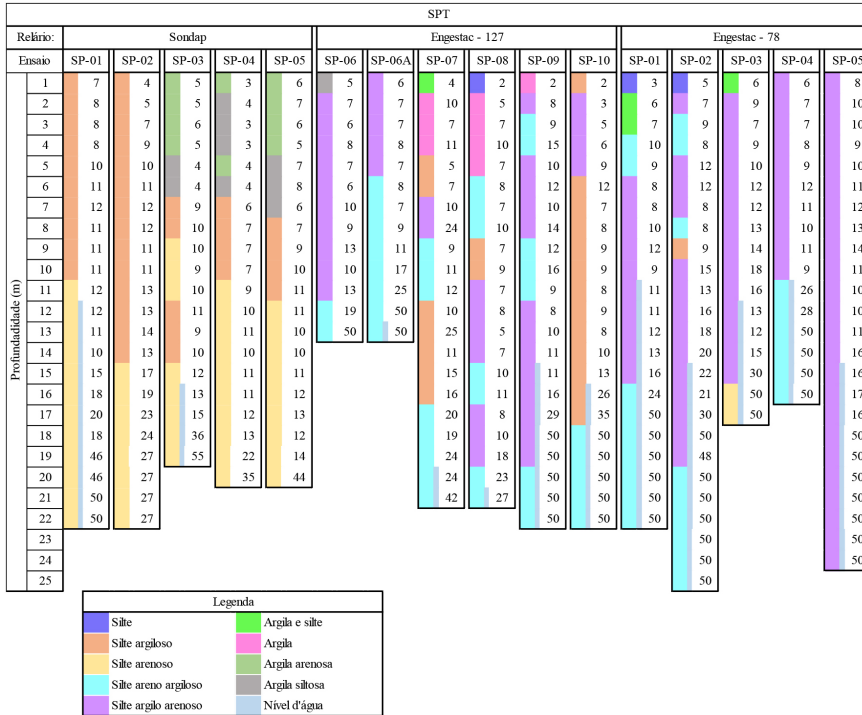 SPT
Relário: Sondap Engestac - 127 Engestac - 78
Ensaio SP-01 SP-02 SP-03 SP-04 SP-05 SP-06 SP-06A SP-07 SP-08 SP-09 SP-10 SP-01 SP-02 SP-03 SP-04 SP-05
Profundadidade (m)
1 7 4 5 3 6 5 6 4 2 2 2 3 5 6 6 8
2 8 5 5 4 7 6 7 10 5 8 3 6 7 9 7 10
3 8 7 6 3 6 7 7 11 7 9 5 7 9 7 7 10
4 8 9 5 3 5 7 8 11 4 15 6 10 8 9 8 9
5 10 10 4 4 7 8 7 5 7 10 9 9 12 10 9 10
6 11 11 4 4 8 6 8 7 8 12 12 8 12 12 12 11
7 12 12 9 6 6 10 7 10 7 9 7 10 12 8 10 13
8 11 12 10 7 7 9 9 24 10 10 8 10 8 13 14 14
9 11 11 10 7 9 13 11 9 7 12 10 12 9 14 11 14
10 11 11 9 7 10 10 17 11 9 16 9 9 15 18 9 11
11 12 13 10 9 11 13 25 12 7 9 8 11 13 16 26 10
12 12 11 11 10 11 19 50 10 8 8 9 11 16 13 28 10
13 11 14 9 11 10 50 50 25 5 10 8 12 18 12 50 11
14 10 13 10 10 10 11 7 11 10 13 20 15 50 16
15 15 17 12 11 11 15 10 11 13 16 22 30 50 16
16 18 19 13 11 12 16 11 16 26 24 21 50 50 17
17 20 23 15 12 13 20 8 29 35 50 30 50 16
18 18 24 36 13 12 19 10 50 50 50 50 50
19 46 27 55 22 14 24 18 50 50 50 48 50
20 46 27 35 44 24 23 50 50 50 50 50
21 50 27 42 27 50 50 50 50 50
22 50 27 50 50 50 50 50
23 50 50
24 50 50
25 50
Legenda
Silte Argila e silte
Silte argiloso Argila
Silte arenoso Argila arenosa
Silte areno argiloso Argila siltosa
Silte argilo arenoso Nível d'água